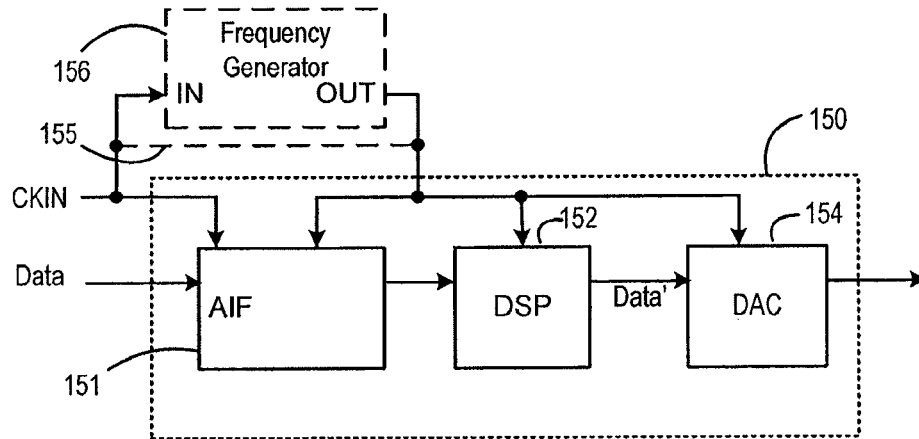 Frequency
Generator
156
IN
OUT
155
150
CKIN
152
154
Data
AIF
DSP
Data'
DAC
151